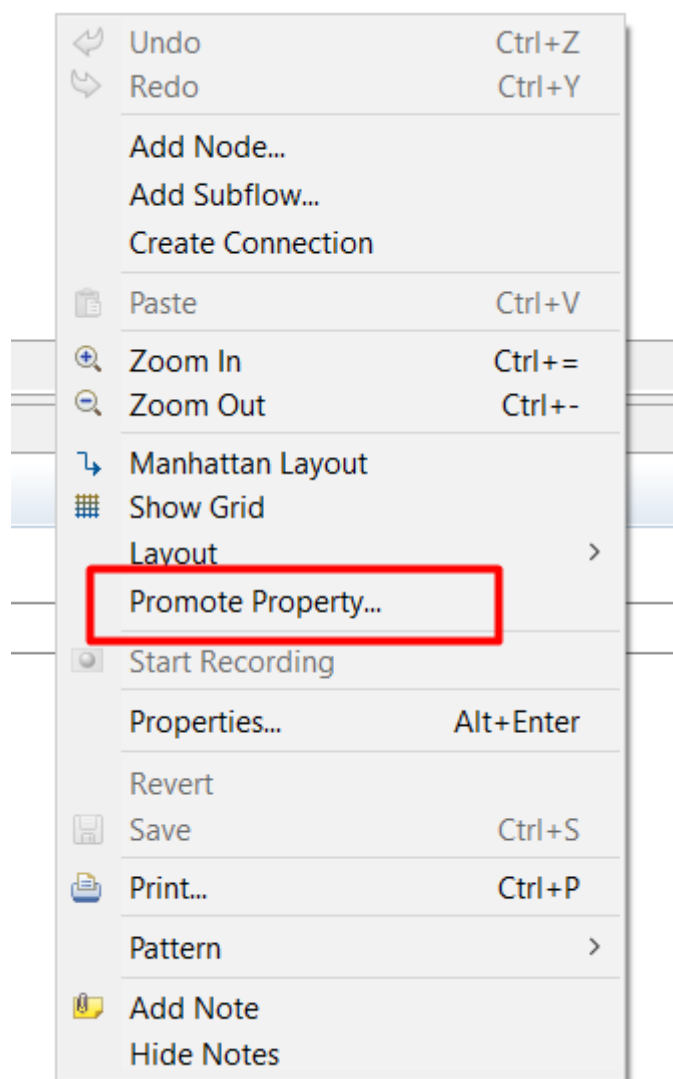 Undo Ctrl+Z
Redo Ctrl+Y
Add Node...
Add Subflow...
Create Connection
Paste Ctrl+V
Zoom In Ctrl+=
Zoom Out Ctrl+-
Manhattan Layout
Show Grid
Layout
Promote Property...
Start Recording
Properties... Alt+Enter
Revert
Save Ctrl+S
Print... Ctrl+P
Pattern
Add Note
Hide Notes